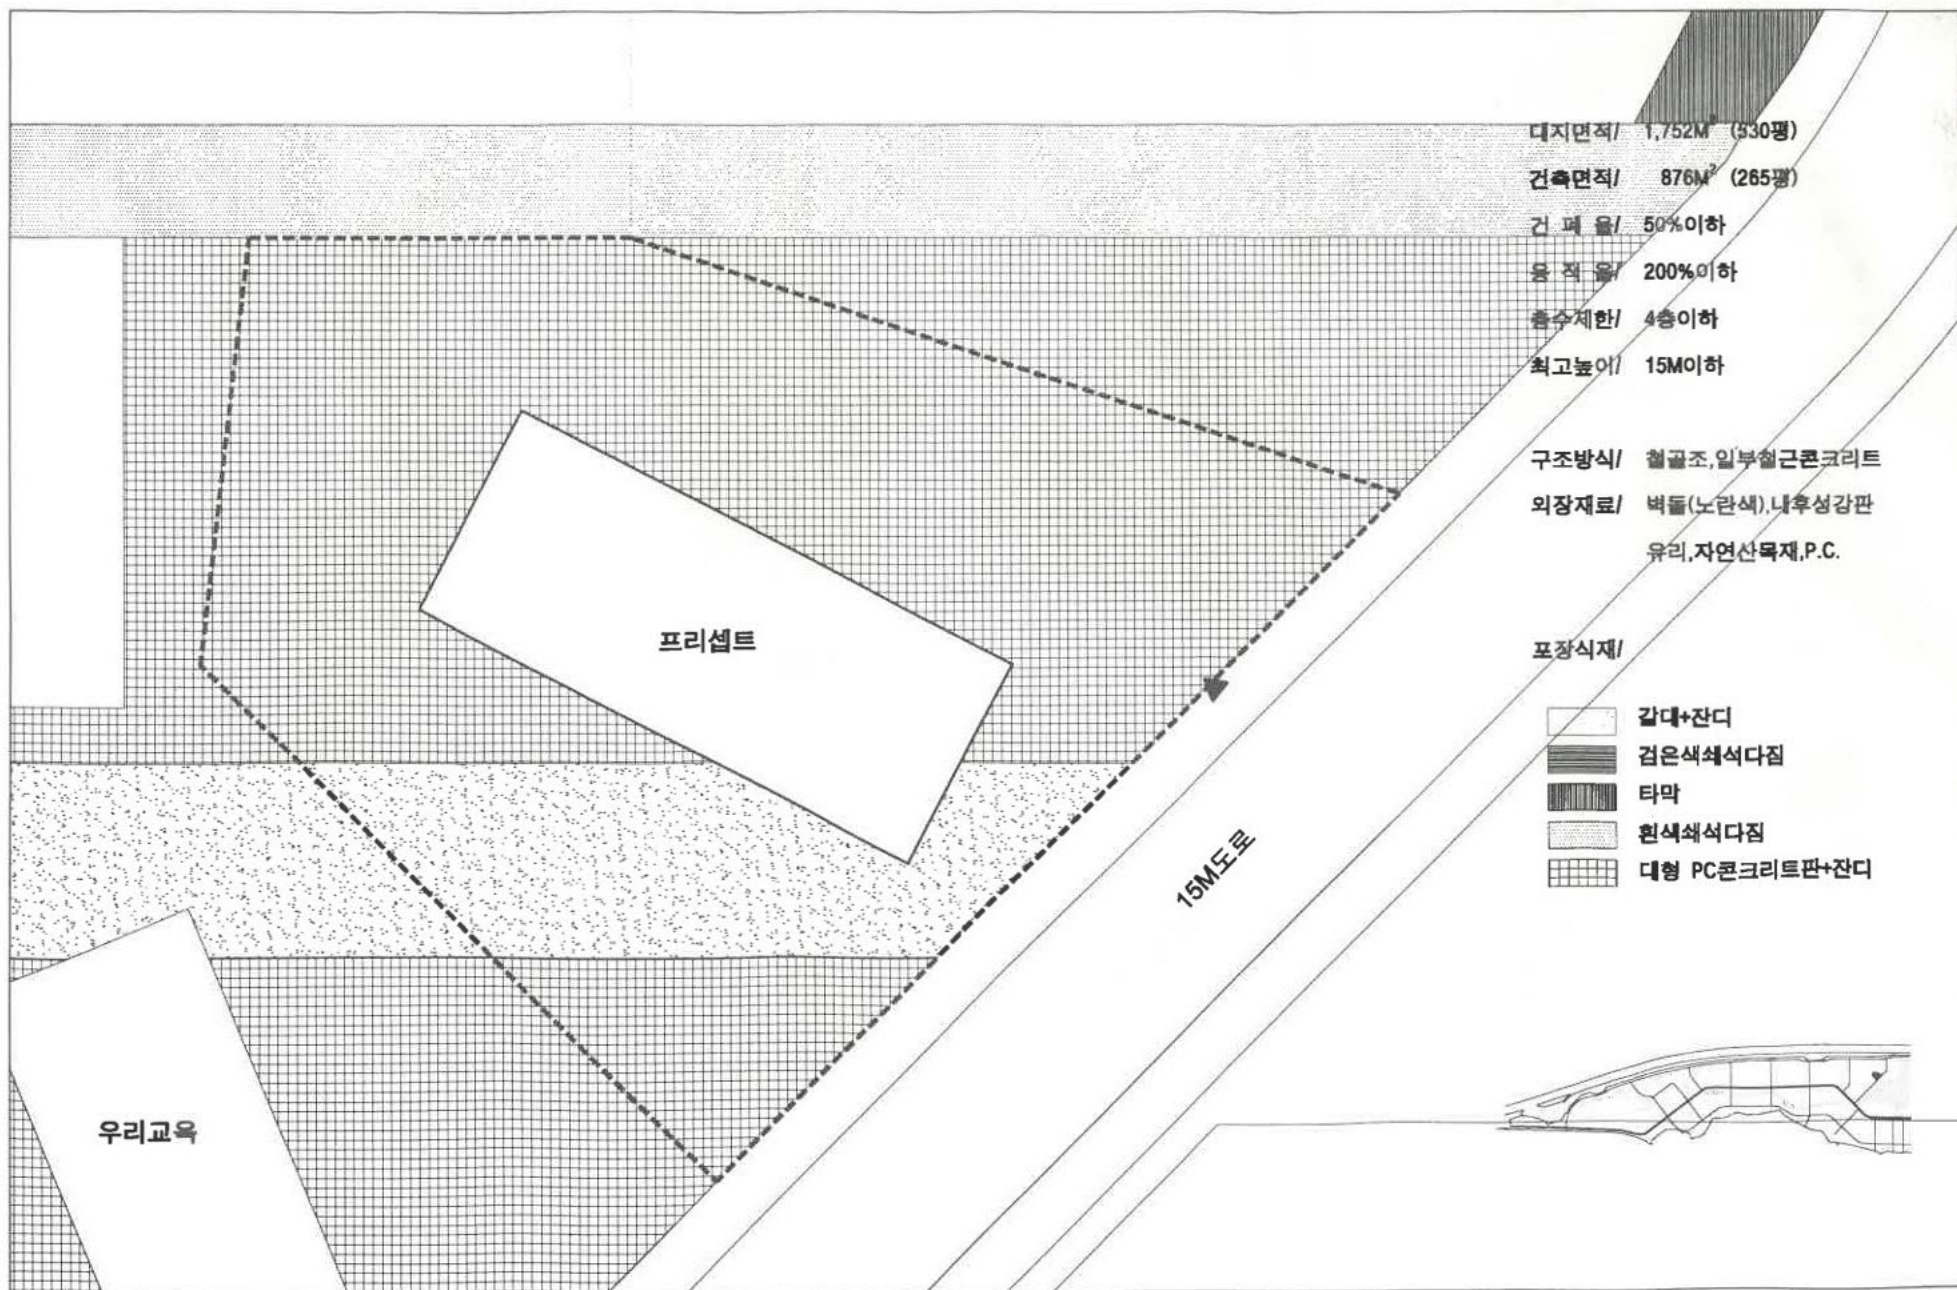 대지면적/ 1,752M² (530평)
건축면적/ 876M² (265평)
건 폐 율/ 50%이하
용 적 율/ 200%이하
층수제한/ 4층이하
최고높이/ 15M이하
구조방식/ 철골조,일부철근콘크리트
외장재료/ 벽돌(노란색),내후성강판
유리,자연산목재,P.C.
프리셉트
포장식재/
갈대+잔디
검은색쇄석다짐
타막
흰색쇄석다짐
대형 PC콘크리트판+잔디
15M도로
우리교육